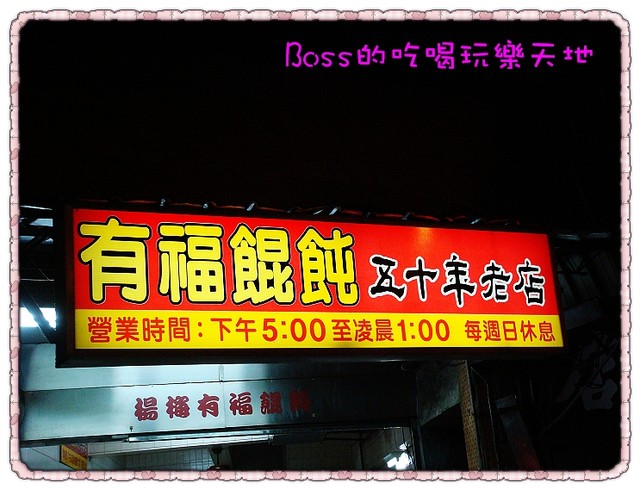 Boss的吃喝玩樂天地
有福餛飩 五十年老店
營業時間：下午5:00至凌晨1:00 每週日休息
楊梅有福餛飩